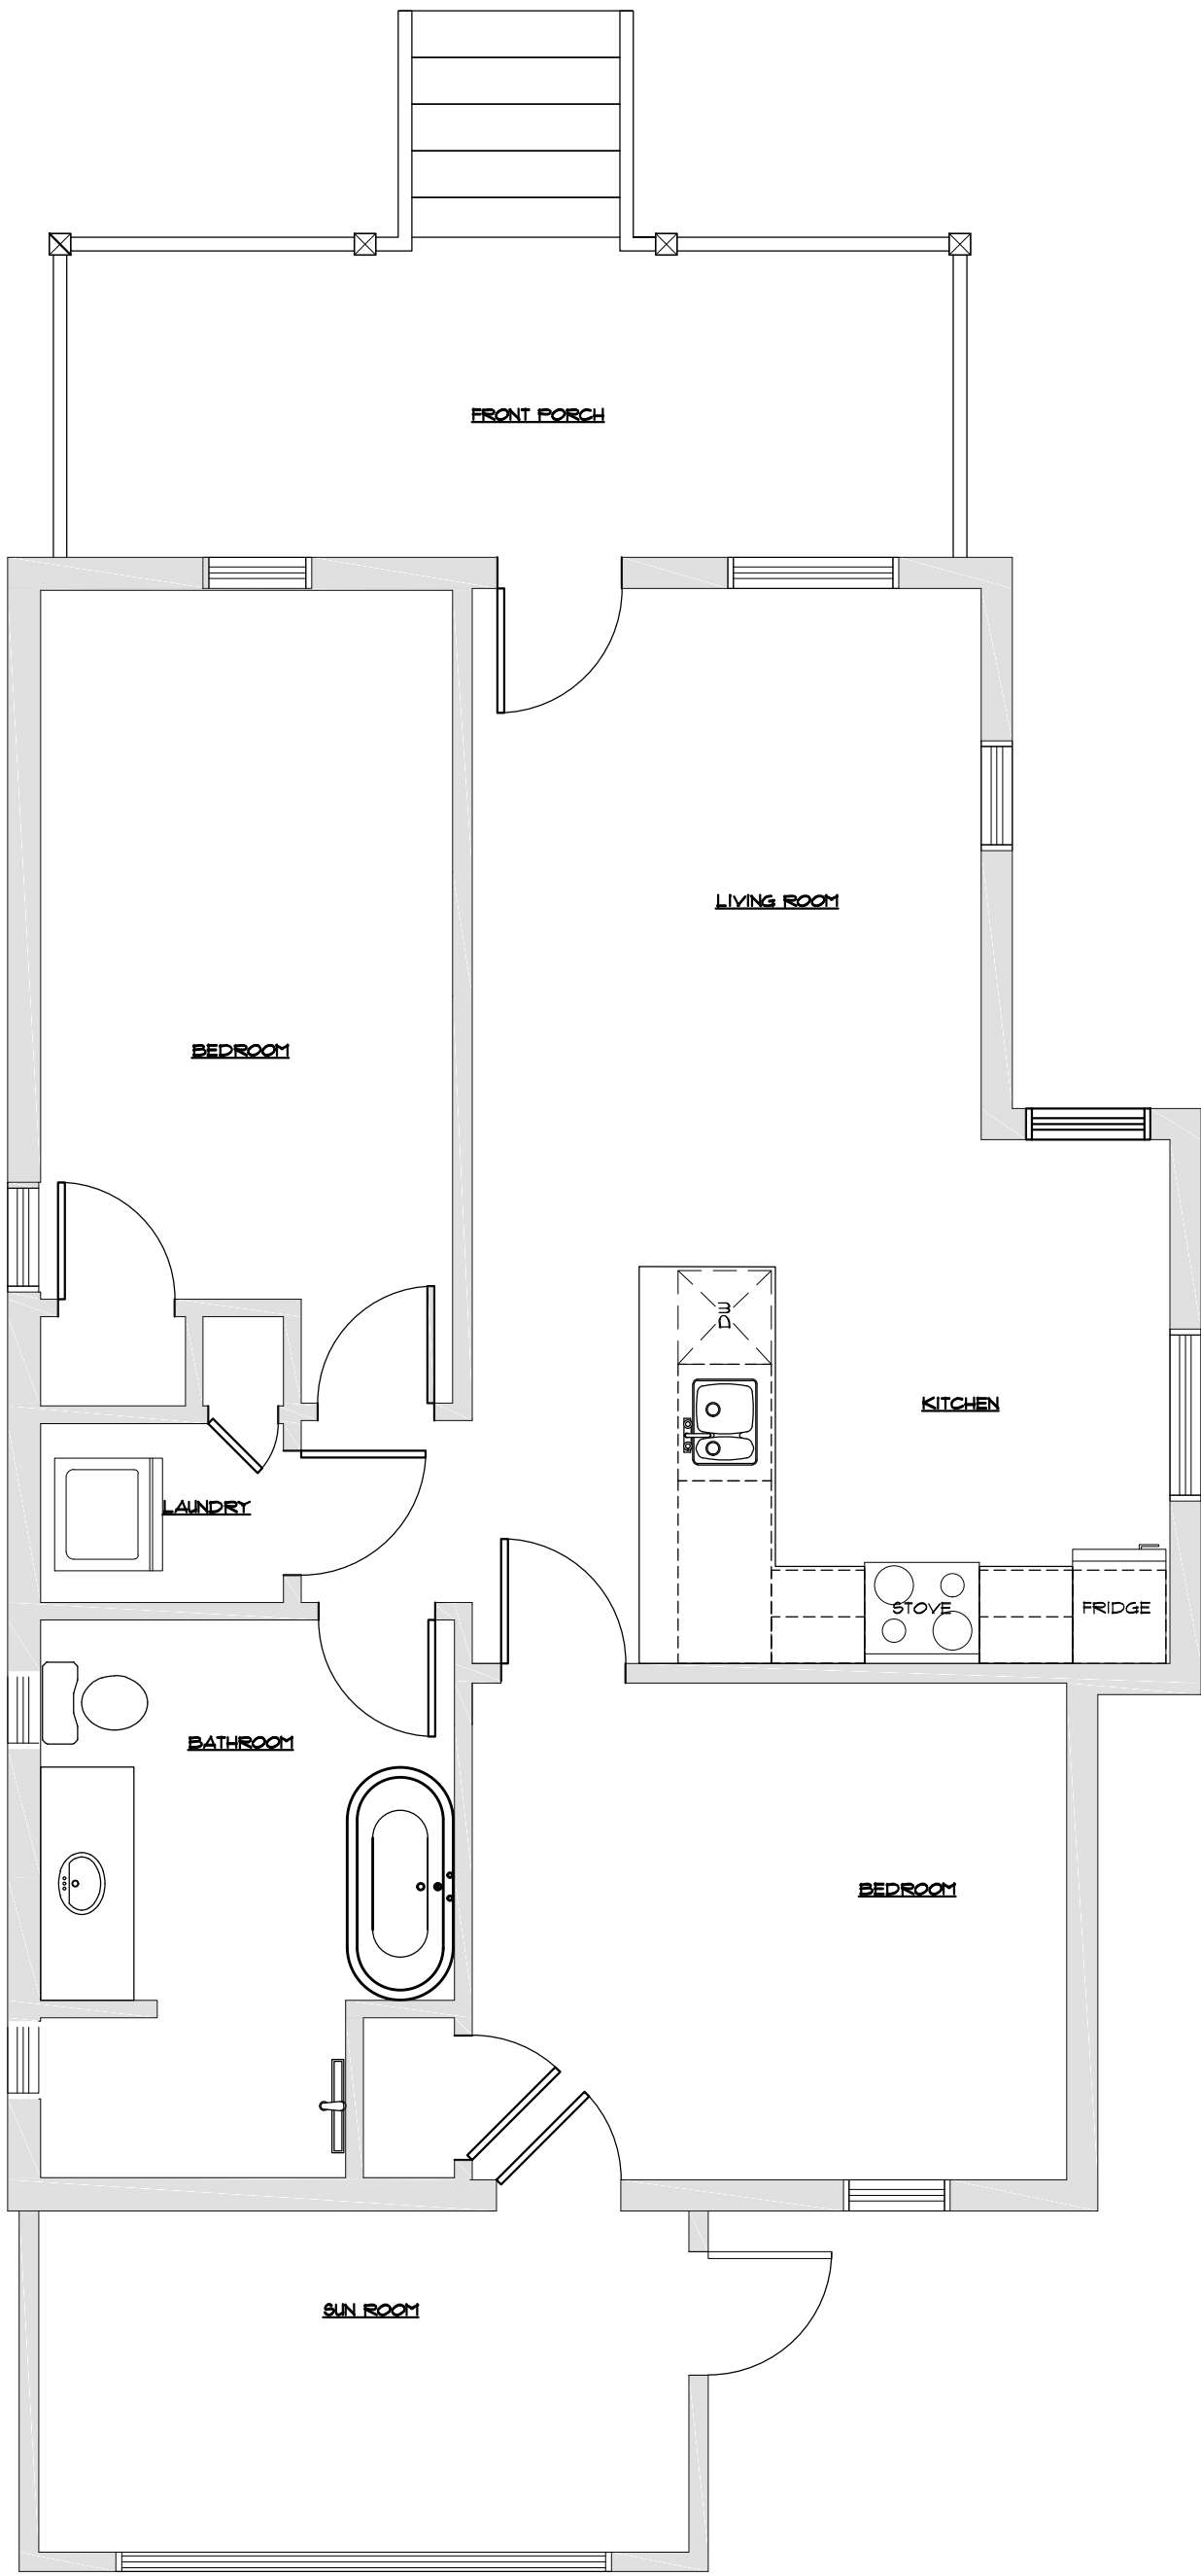 FRONT PORCH
LIVING ROOM
BEDROOM
DW
KITCHEN
LAUNDRY
STOVE
FRIDGE
BATHROOM
BEDROOM
SUN ROOM